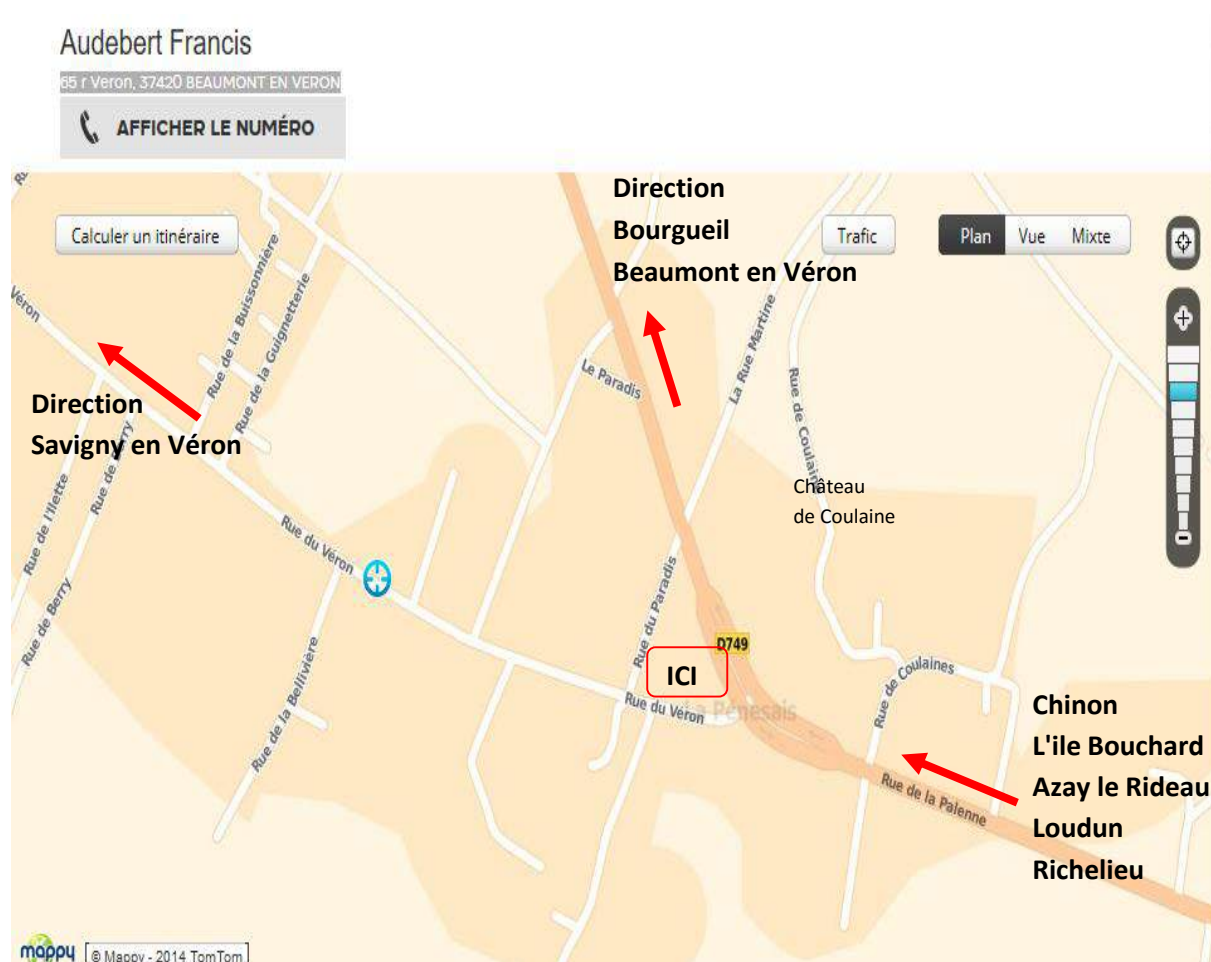 Audebert Francis
65 r Veron, 37420 BEAUMONT EN VERON
AFFICHER LE NUMÉRO
Direction
Bourgueil
Beaumont en Véron
Calculer un itinéraire
Trafic
Plan
Vue
Mixte
Véron
Rue de la Buissonnière
Rue de la Guignetterie
Le Paradis
La Rue Martine
Rue de Coulaine
Direction
Savigny en Véron
Rue de l'Ilette
Rue de Berry
Rue de Berry
Château
de Coulaine
Rue du Véron
Rue du Paradis
D749
ICI
Rue de la Bellivière
Rue du Véron
La Pénesais
Rue de Coulaines
Chinon
L'ile Bouchard
Azay le Rideau
Loudun
Richelieu
Rue de la Palenne
mappy
© Mappy - 2014 TomTom